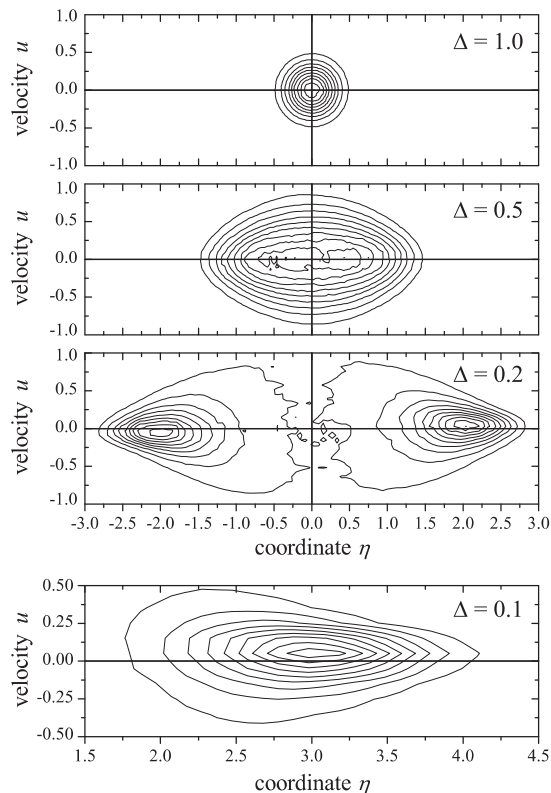 Δ = 1.0
velocity u
1.0
0.5
0.0
-0.5
-1.0
Δ = 0.5
velocity u
1.0
0.5
0.0
-0.5
-1.0
Δ = 0.2
velocity u
1.0
0.5
0.0
-0.5
-1.0
-3.0 -2.5 -2.0 -1.5 -1.0 -0.5 0.0 0.5 1.0 1.5 2.0 2.5 3.0
coordinate η
Δ = 0.1
velocity u
0.50
0.25
0.00
-0.25
-0.50
1.5 2.0 2.5 3.0 3.5 4.0 4.5
coordinate η